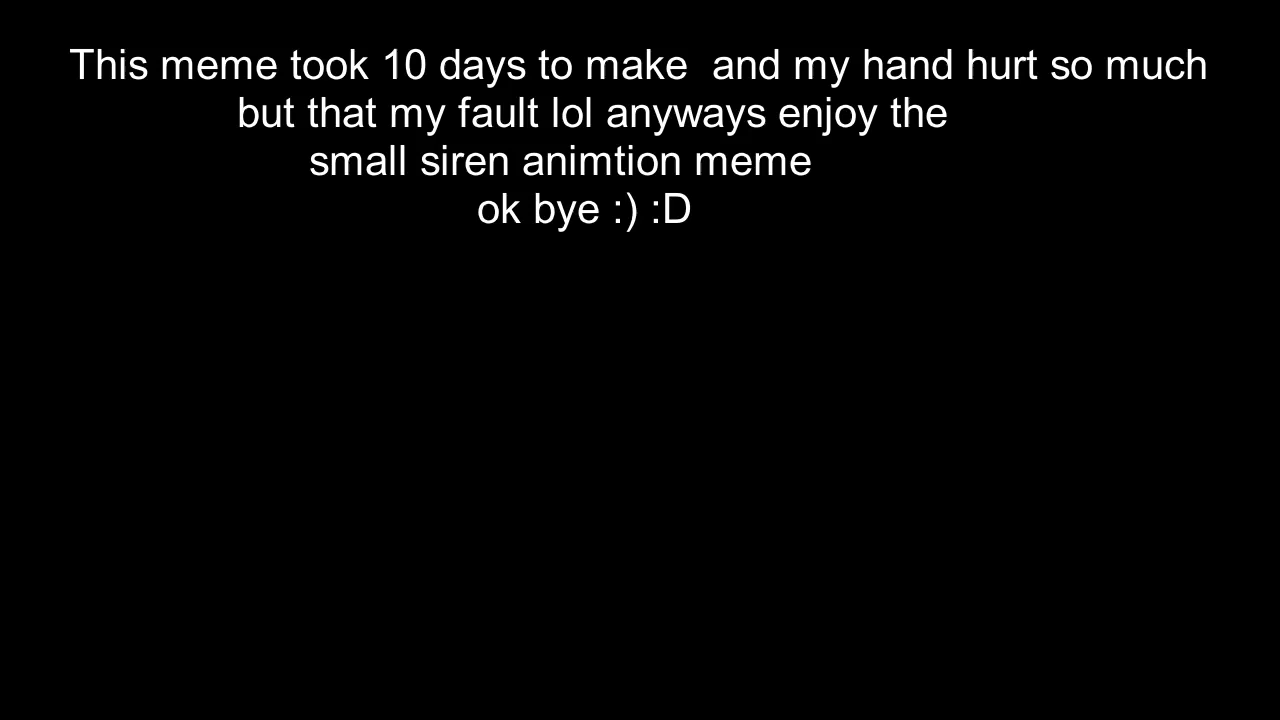 This meme took 10 days to make  and my hand hurt so much
but that my fault lol anyways enjoy the
small siren animtion meme
ok bye :) :D